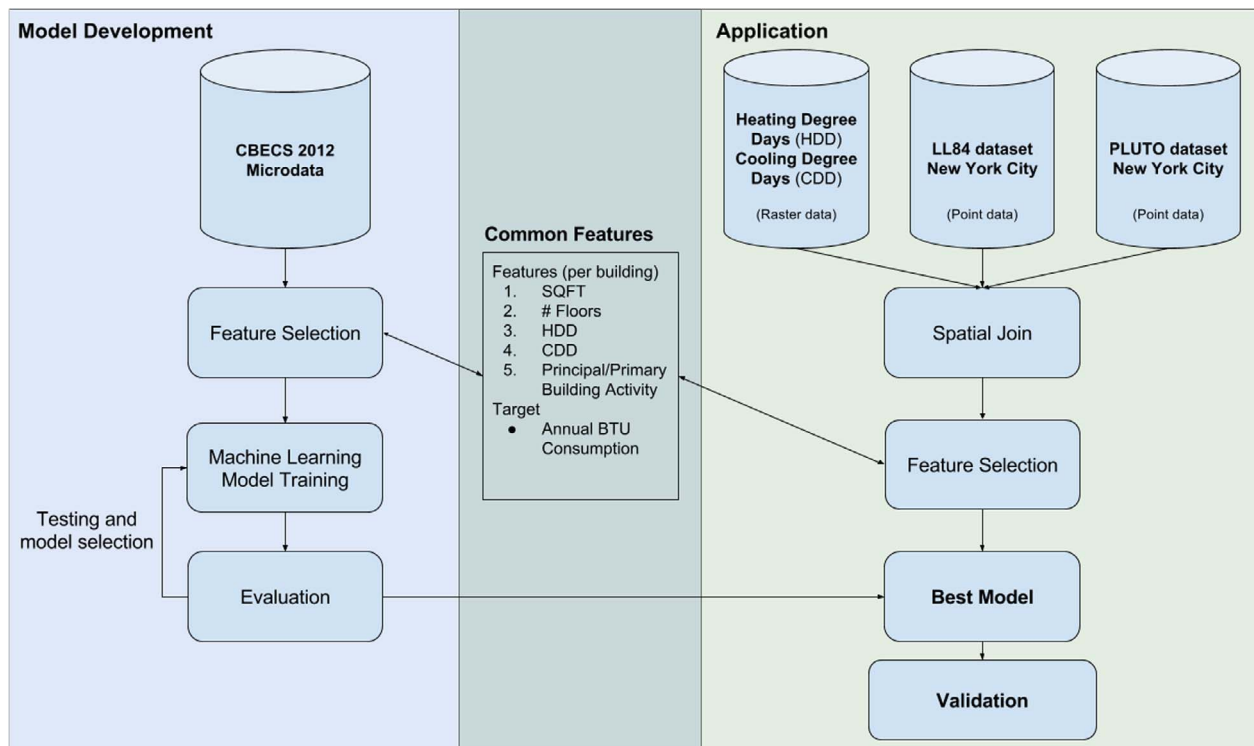 Model Development
CBECS 2012
Microdata
Feature Selection
Machine Learning
Model Training
Testing and
model selection
Evaluation
Common Features
Features (per building)
1. SQFT
2. # Floors
3. HDD
4. CDD
5. Principal/Primary
Building Activity
Target
● Annual BTU
Consumption
Application
Heating Degree
Days (HDD)
Cooling Degree
Days (CDD)
(Raster data)
LL84 dataset
New York City
(Point data)
PLUTO dataset
New York City
(Point data)
Spatial Join
Feature Selection
Best Model
Validation